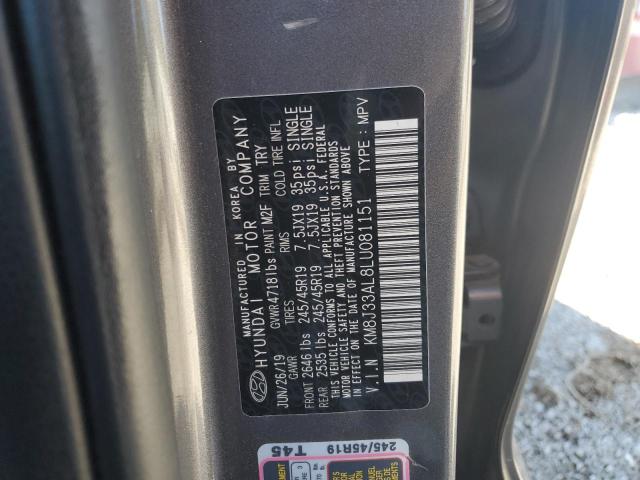 MANUFACTURED IN KOREA BY
HYUNDAI MOTOR COMPANY
JUN/26/19 GVWR 4718lbs PAINT M2F TRIM TRY
GAWR TIRES RIMS COLD TIRE INFL
FRONT 2646 lbs 245/45R19 7.5JX19 35psi SINGLE
REAR 2535 lbs 245/45R19 7.5JX19 35psi SINGLE
THIS VEHICLE CONFORMS TO ALL APPLICABLE U.S.A. FEDERAL
MOTOR VEHICLE SAFETY, BUMPER, AND THEFT PREVENTION STANDARDS
IN EFFECT ON THE DATE OF MANUFACTURE SHOWN ABOVE
V.I.N KM8J33AL8LU081151 TYPE: MPV
T45 245/45R19